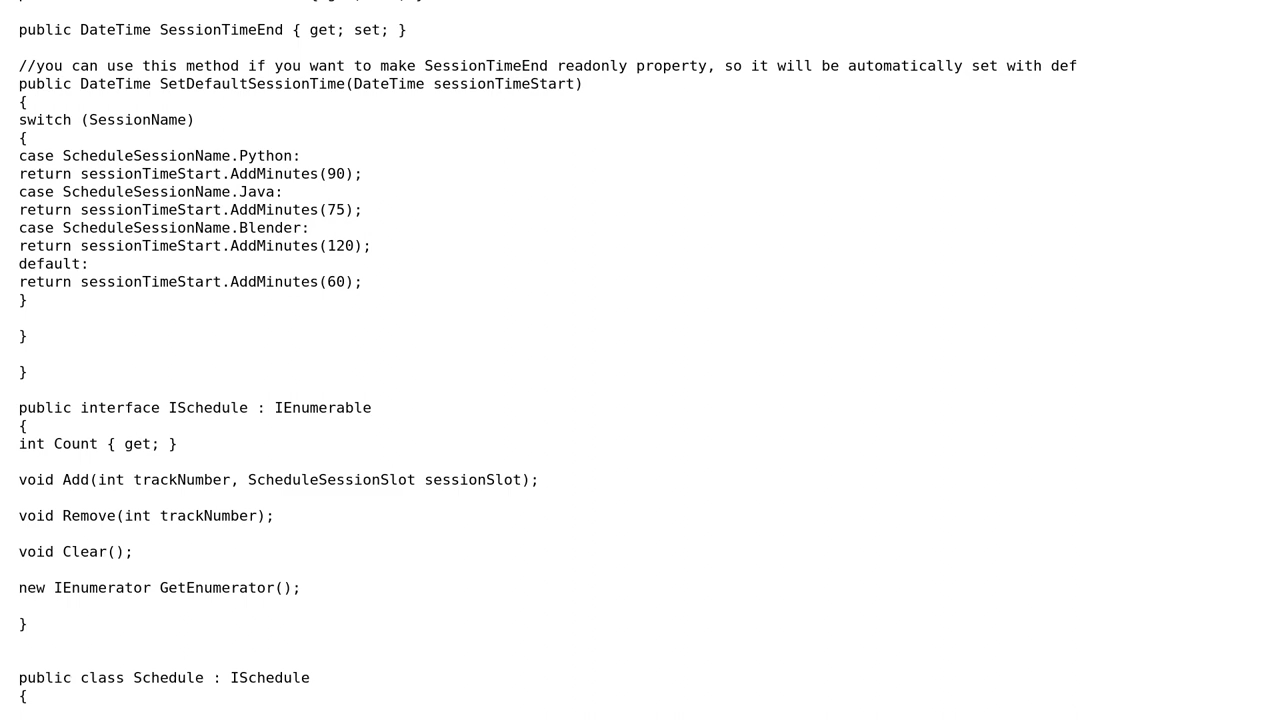 public DateTime SessionTimeEnd { get; set; }
//you can use this method if you want to make SessionTimeEnd readonly property, so it will be automatically set with def
public DateTime SetDefaultSessionTime(DateTime sessionTimeStart)
{
switch (SessionName)
{
case ScheduleSessionName.Python:
return sessionTimeStart.AddMinutes(90);
case ScheduleSessionName.Java:
return sessionTimeStart.AddMinutes(75);
case ScheduleSessionName.Blender:
return sessionTimeStart.AddMinutes(120);
default:
return sessionTimeStart.AddMinutes(60);
}
}
}
public interface ISchedule : IEnumerable
{
int Count { get; }
void Add(int trackNumber, ScheduleSessionSlot sessionSlot);
void Remove(int trackNumber);
void Clear();
new IEnumerator GetEnumerator();
}
public class Schedule : ISchedule
{